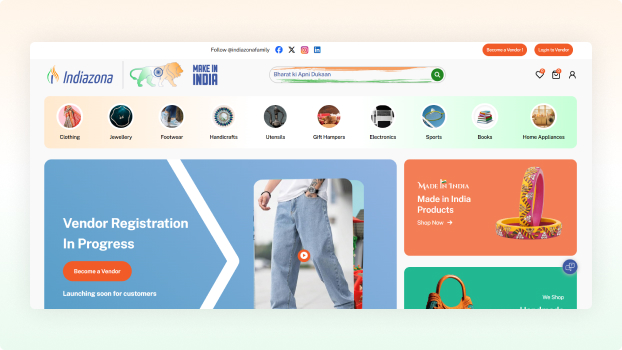 Follow @indiazonafamily
Become a Vendor !
Login to Vendor
Indiazona
MAKE IN
INDIA
Bharat ki Apni Dukaan
Clothing
Jewellery
Footwear
Handicrafts
Utensils
Gift Hampers
Electronics
Sports
Books
Home Appliances
Vendor Registration
In Progress
Become a Vendor
Launching soon for customers
MADE IN INDIA
Made in India
Products
Shop Now
We Shop